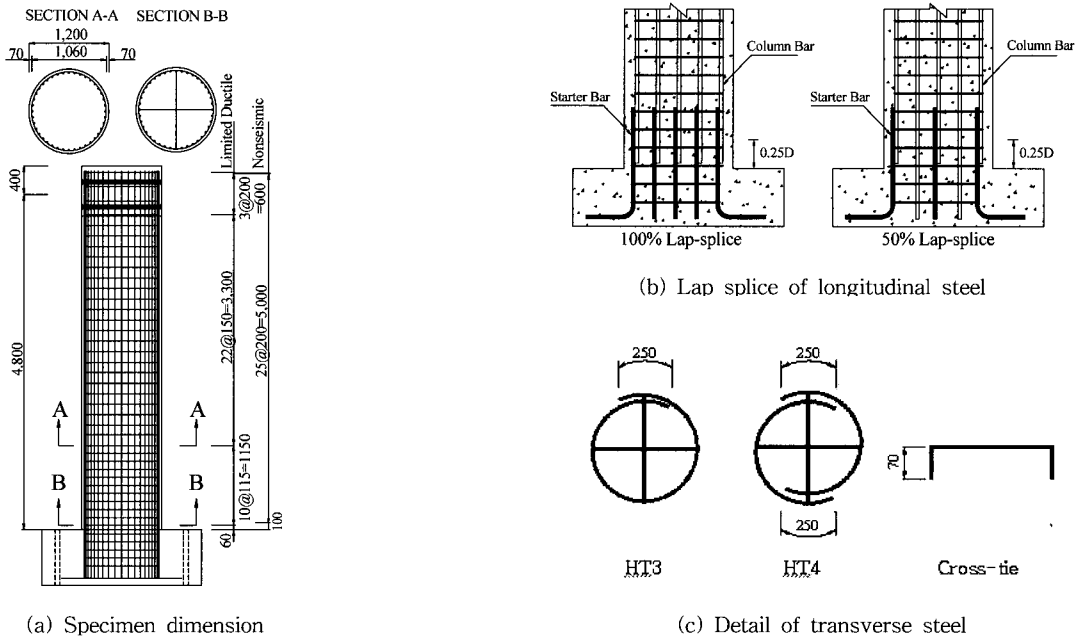 SECTION A-A
SECTION B-B
1,200
70
1,060
70
Limited Ductile
Nonseismic
400
3@200
=600
22@150=3,300
25@200=5,000
4.800
A
A
B
B
10@115=1150
100
60
(a) Specimen dimension
Column Bar
Starter Bar
0.25D
100% Lap-splice
Column Bar
Starter Bar
0.25D
50% Lap-splice
(b) Lap splice of longitudinal steel
250
250
250
70
HT3
HT4
Cross-tie
(c) Detail of transverse steel